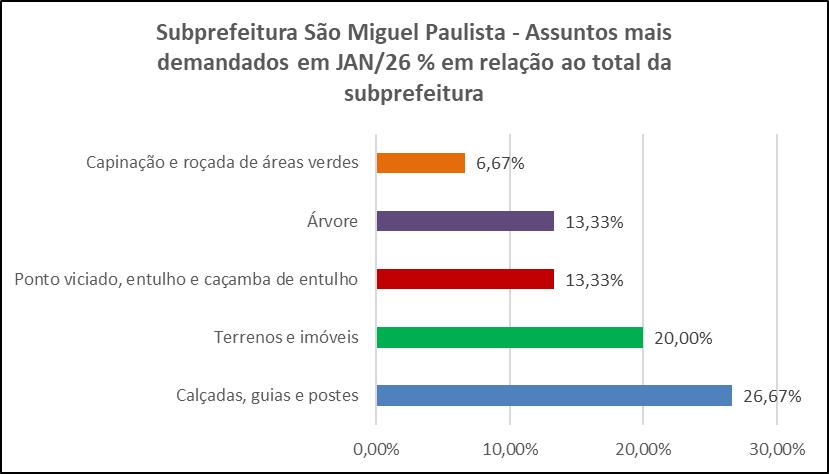 Subprefeitura São Miguel Paulista - Assuntos mais
demandados em JAN/26 % em relação ao total da
subprefeitura
Capinação e roçada de áreas verdes
6,67%
Árvore
13,33%
Ponto viciado, entulho e caçamba de entulho
13,33%
Terrenos e imóveis
20,00%
Calçadas, guias e postes
26,67%
0,00%
10,00%
20,00%
30,00%